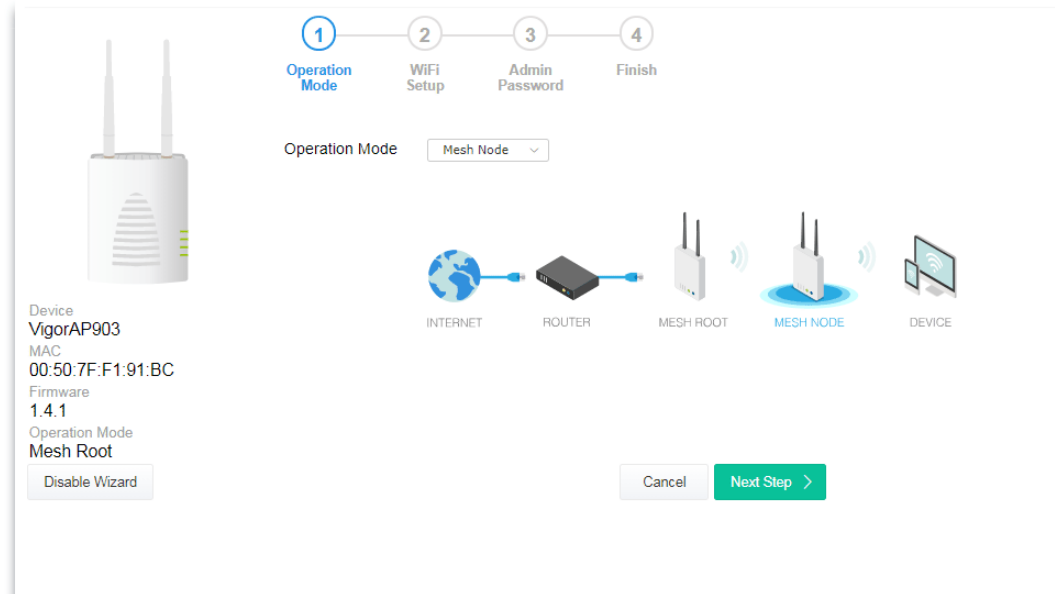 1
2
3
4
Operation Mode
WiFi Setup
Admin Password
Finish
Operation Mode
Mesh Node
INTERNET
ROUTER
MESH ROOT
MESH NODE
DEVICE
Device
VigorAP903
MAC
00:50:7F:F1:91:BC
Firmware
1.4.1
Operation Mode
Mesh Root
Disable Wizard
Cancel
Next Step